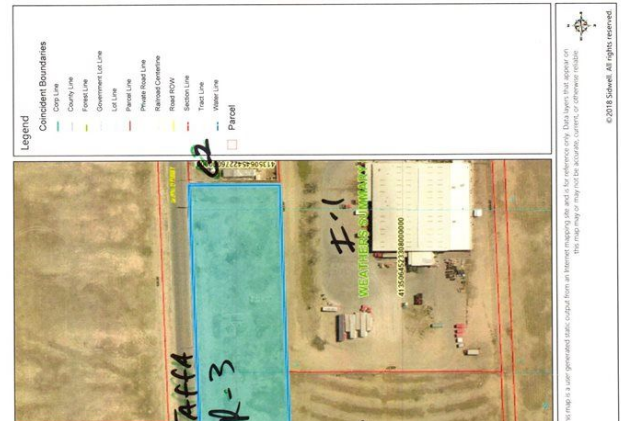 Legend
Coincident Boundaries
Corp Line
County Line
Forest Line
Government Lot Line
Lot Line
Parcel Line
Private Road Line
Railroad Centerline
Road ROW
Section Line
Tract Line
Water Line
Parcel
WEATHERS SUMMAR
4135064523308000000
I-1
R-3
TAFFA
This map is a user generated static output from an Internet mapping site and is for reference only. Data layers that appear on
this map may or may not be accurate, current, or otherwise reliable.
© 2018 Sidwell. All rights reserved.